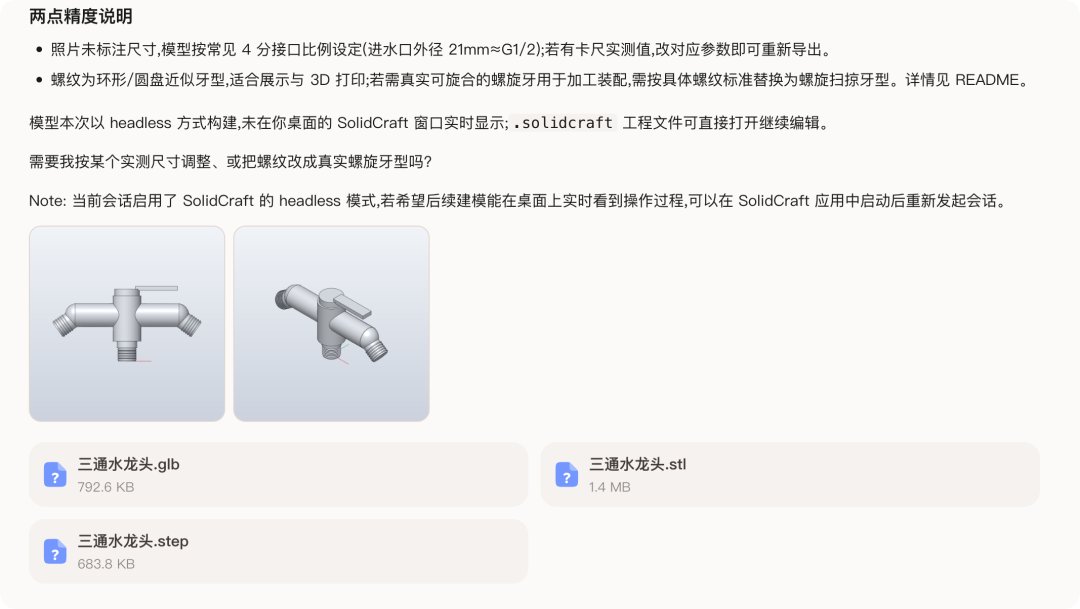 两点精度说明
• 照片未标注尺寸,模型按常见 4 分接口比例设定(进水口外径 21mm≈G1/2);若有卡尺实测值,改对应参数即可重新导出。
• 螺纹为环形/圆盘近似牙型,适合展示与 3D 打印;若需真实可旋合的螺旋牙用于加工装配,需按具体螺纹标准替换为螺旋扫掠牙型。详情见 README。
模型本次以 headless 方式构建,未在你桌面的 SolidCraft 窗口实时显示; .solidcraft 工程文件可直接打开继续编辑。
需要我按某个实测尺寸调整、或把螺纹改成真实螺旋牙型吗?
Note: 当前会话启用了 SolidCraft 的 headless 模式,若希望后续建模能在桌面上实时看到操作过程,可以在 SolidCraft 应用中启动后重新发起会话。
三通水龙头.glb
792.6 KB
三通水龙头.stl
1.4 MB
三通水龙头.step
683.8 KB